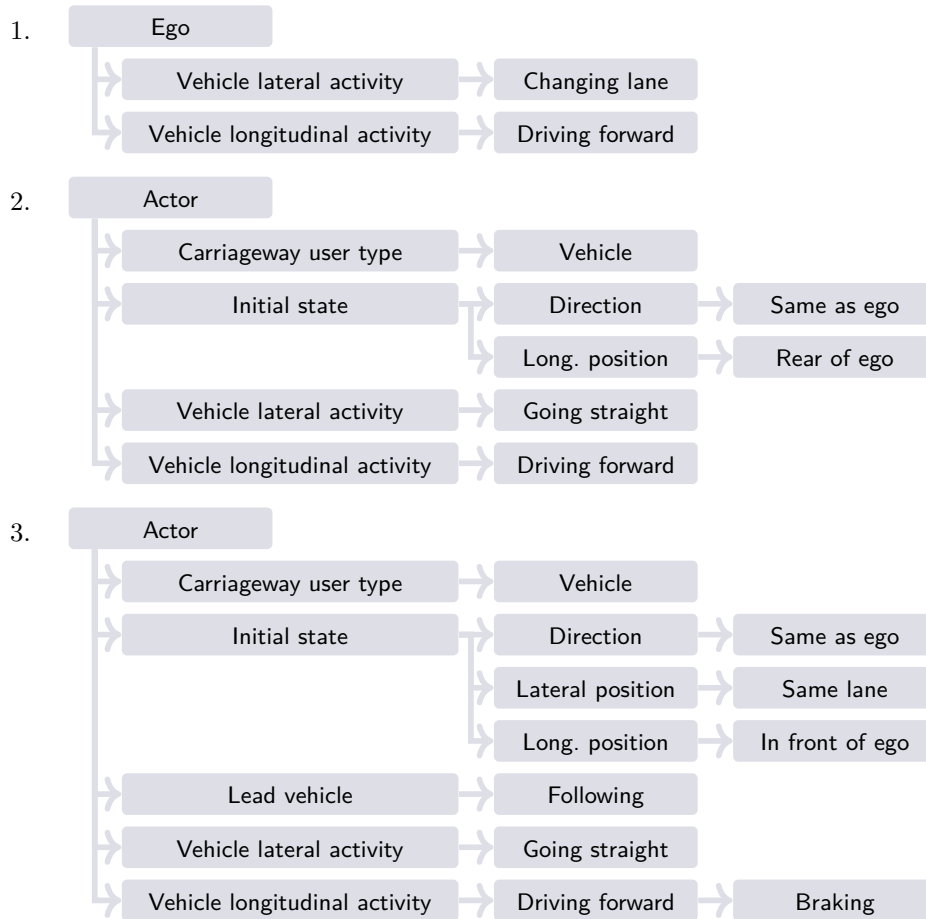 1. Ego
Vehicle lateral activity Changing lane
Vehicle longitudinal activity Driving forward
2. Actor
Carriageway user type Vehicle
Initial state Direction Same as ego
Long. position Rear of ego
Vehicle lateral activity Going straight
Vehicle longitudinal activity Driving forward
3. Actor
Carriageway user type Vehicle
Initial state Direction Same as ego
Lateral position Same lane
Long. position In front of ego
Lead vehicle Following
Vehicle lateral activity Going straight
Vehicle longitudinal activity Driving forward Braking